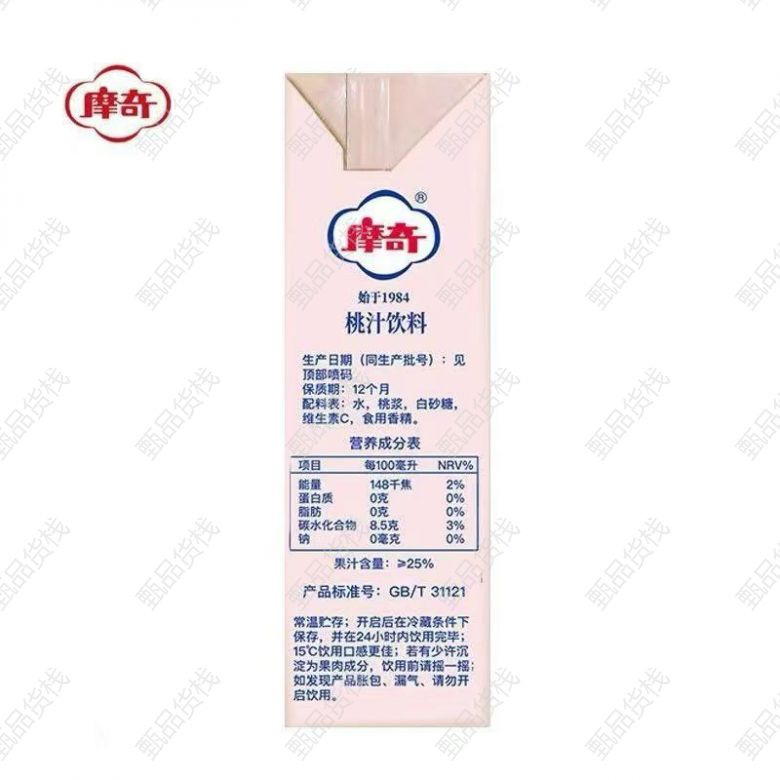 摩奇
摩奇®
始于1984
桃汁饮料
生产日期（同生产批号）：见
顶部喷码
保质期：12个月
配料表：水，桃浆，白砂糖，
维生素C，食用香精。
营养成分表
项目 每100毫升 NRV%
能量 148千焦 2%
蛋白质 0克 0%
脂肪 0克 0%
碳水化合物 8.5克 3%
钠 0毫克 0%
果汁含量：≥25%
产品标准号：GB/T 31121
常温贮存；开启后在冷藏条件下
保存，并在24小时内饮用完毕；
15℃饮用口感更佳；若有少许沉
淀为果肉成分，饮用前请摇一摇；
如发现产品胀包、漏气、请勿开
启饮用。
甄品货栈